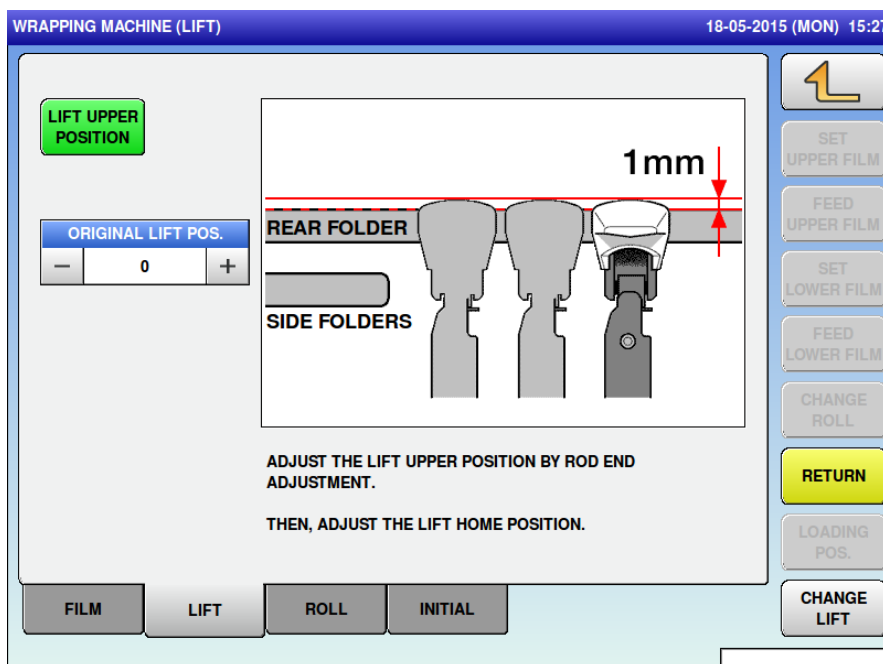 WRAPPING MACHINE (LIFT)
18-05-2015 (MON) 15:27
LIFT UPPER
POSITION
ORIGINAL LIFT POS.
− 0 +
1mm
REAR FOLDER
SIDE FOLDERS
ADJUST THE LIFT UPPER POSITION BY ROD END
ADJUSTMENT.
THEN, ADJUST THE LIFT HOME POSITION.
SET
UPPER FILM
FEED
UPPER FILM
SET
LOWER FILM
FEED
LOWER FILM
CHANGE
ROLL
RETURN
LOADING
POS.
CHANGE
LIFT
FILM
LIFT
ROLL
INITIAL